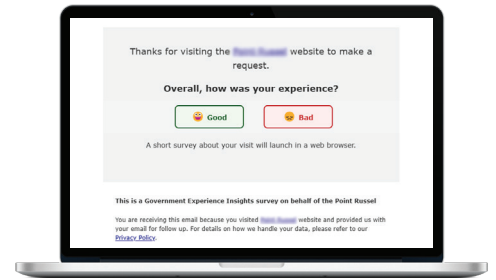 Thanks for visiting the website to make a
request.
Overall, how was your experience?
Good Bad
A short survey about your visit will launch in a web browser.
This is a Government Experience Insights survey on behalf of the Point Russel
You are receiving this email because you visited website and provided us with
your email for follow up. For details on how we handle your data, please refer to our
Privacy Policy.